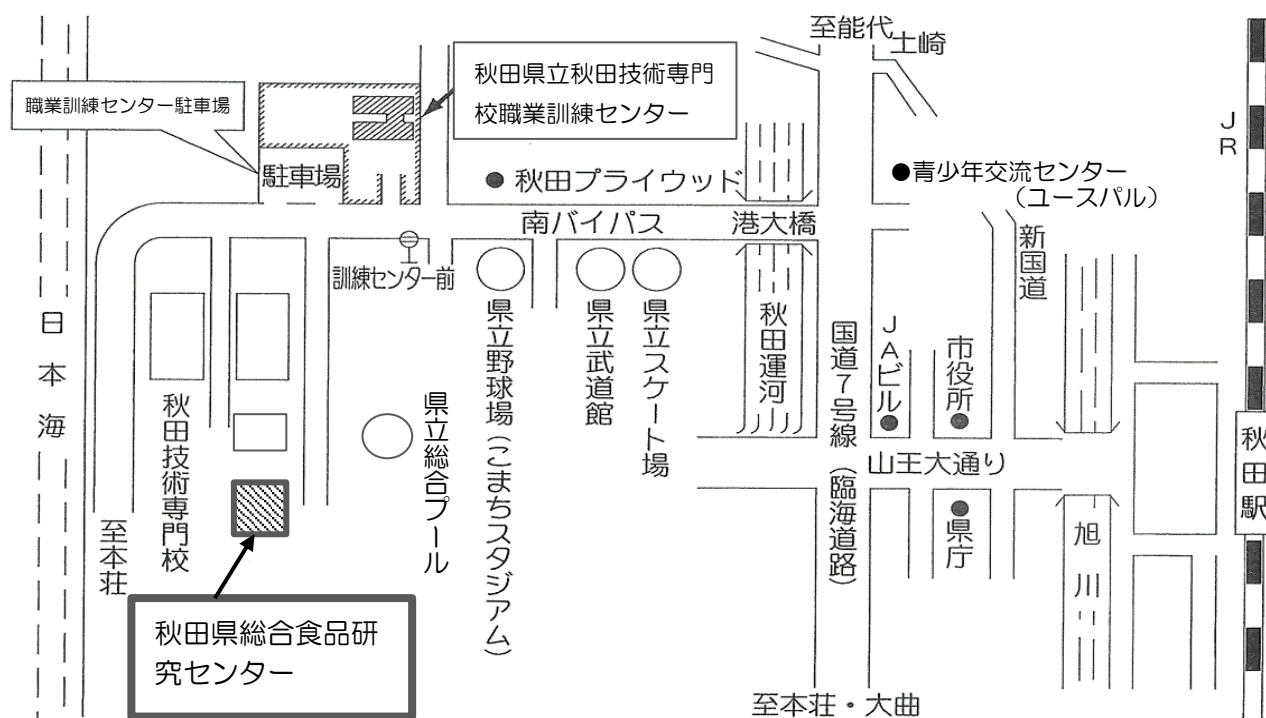 至能代
土崎
秋田県立秋田技術専門
校職業訓練センター
職業訓練センター駐車場
JR
駐車場
●秋田プライウッド
●青少年交流センター
（ユースパル）
南バイパス
港大橋
新国道
訓練センター前
日本海
秋田技術専門校
県立総合プール
県立野球場（こまちスタジアム）
県立武道館
県立スケート場
秋田運河
国道7号線（臨海道路）
JAビル
市役所
山王大通り
秋田駅
県庁
旭川
至本荘
秋田県総合食品研
究センター
至本荘・大曲